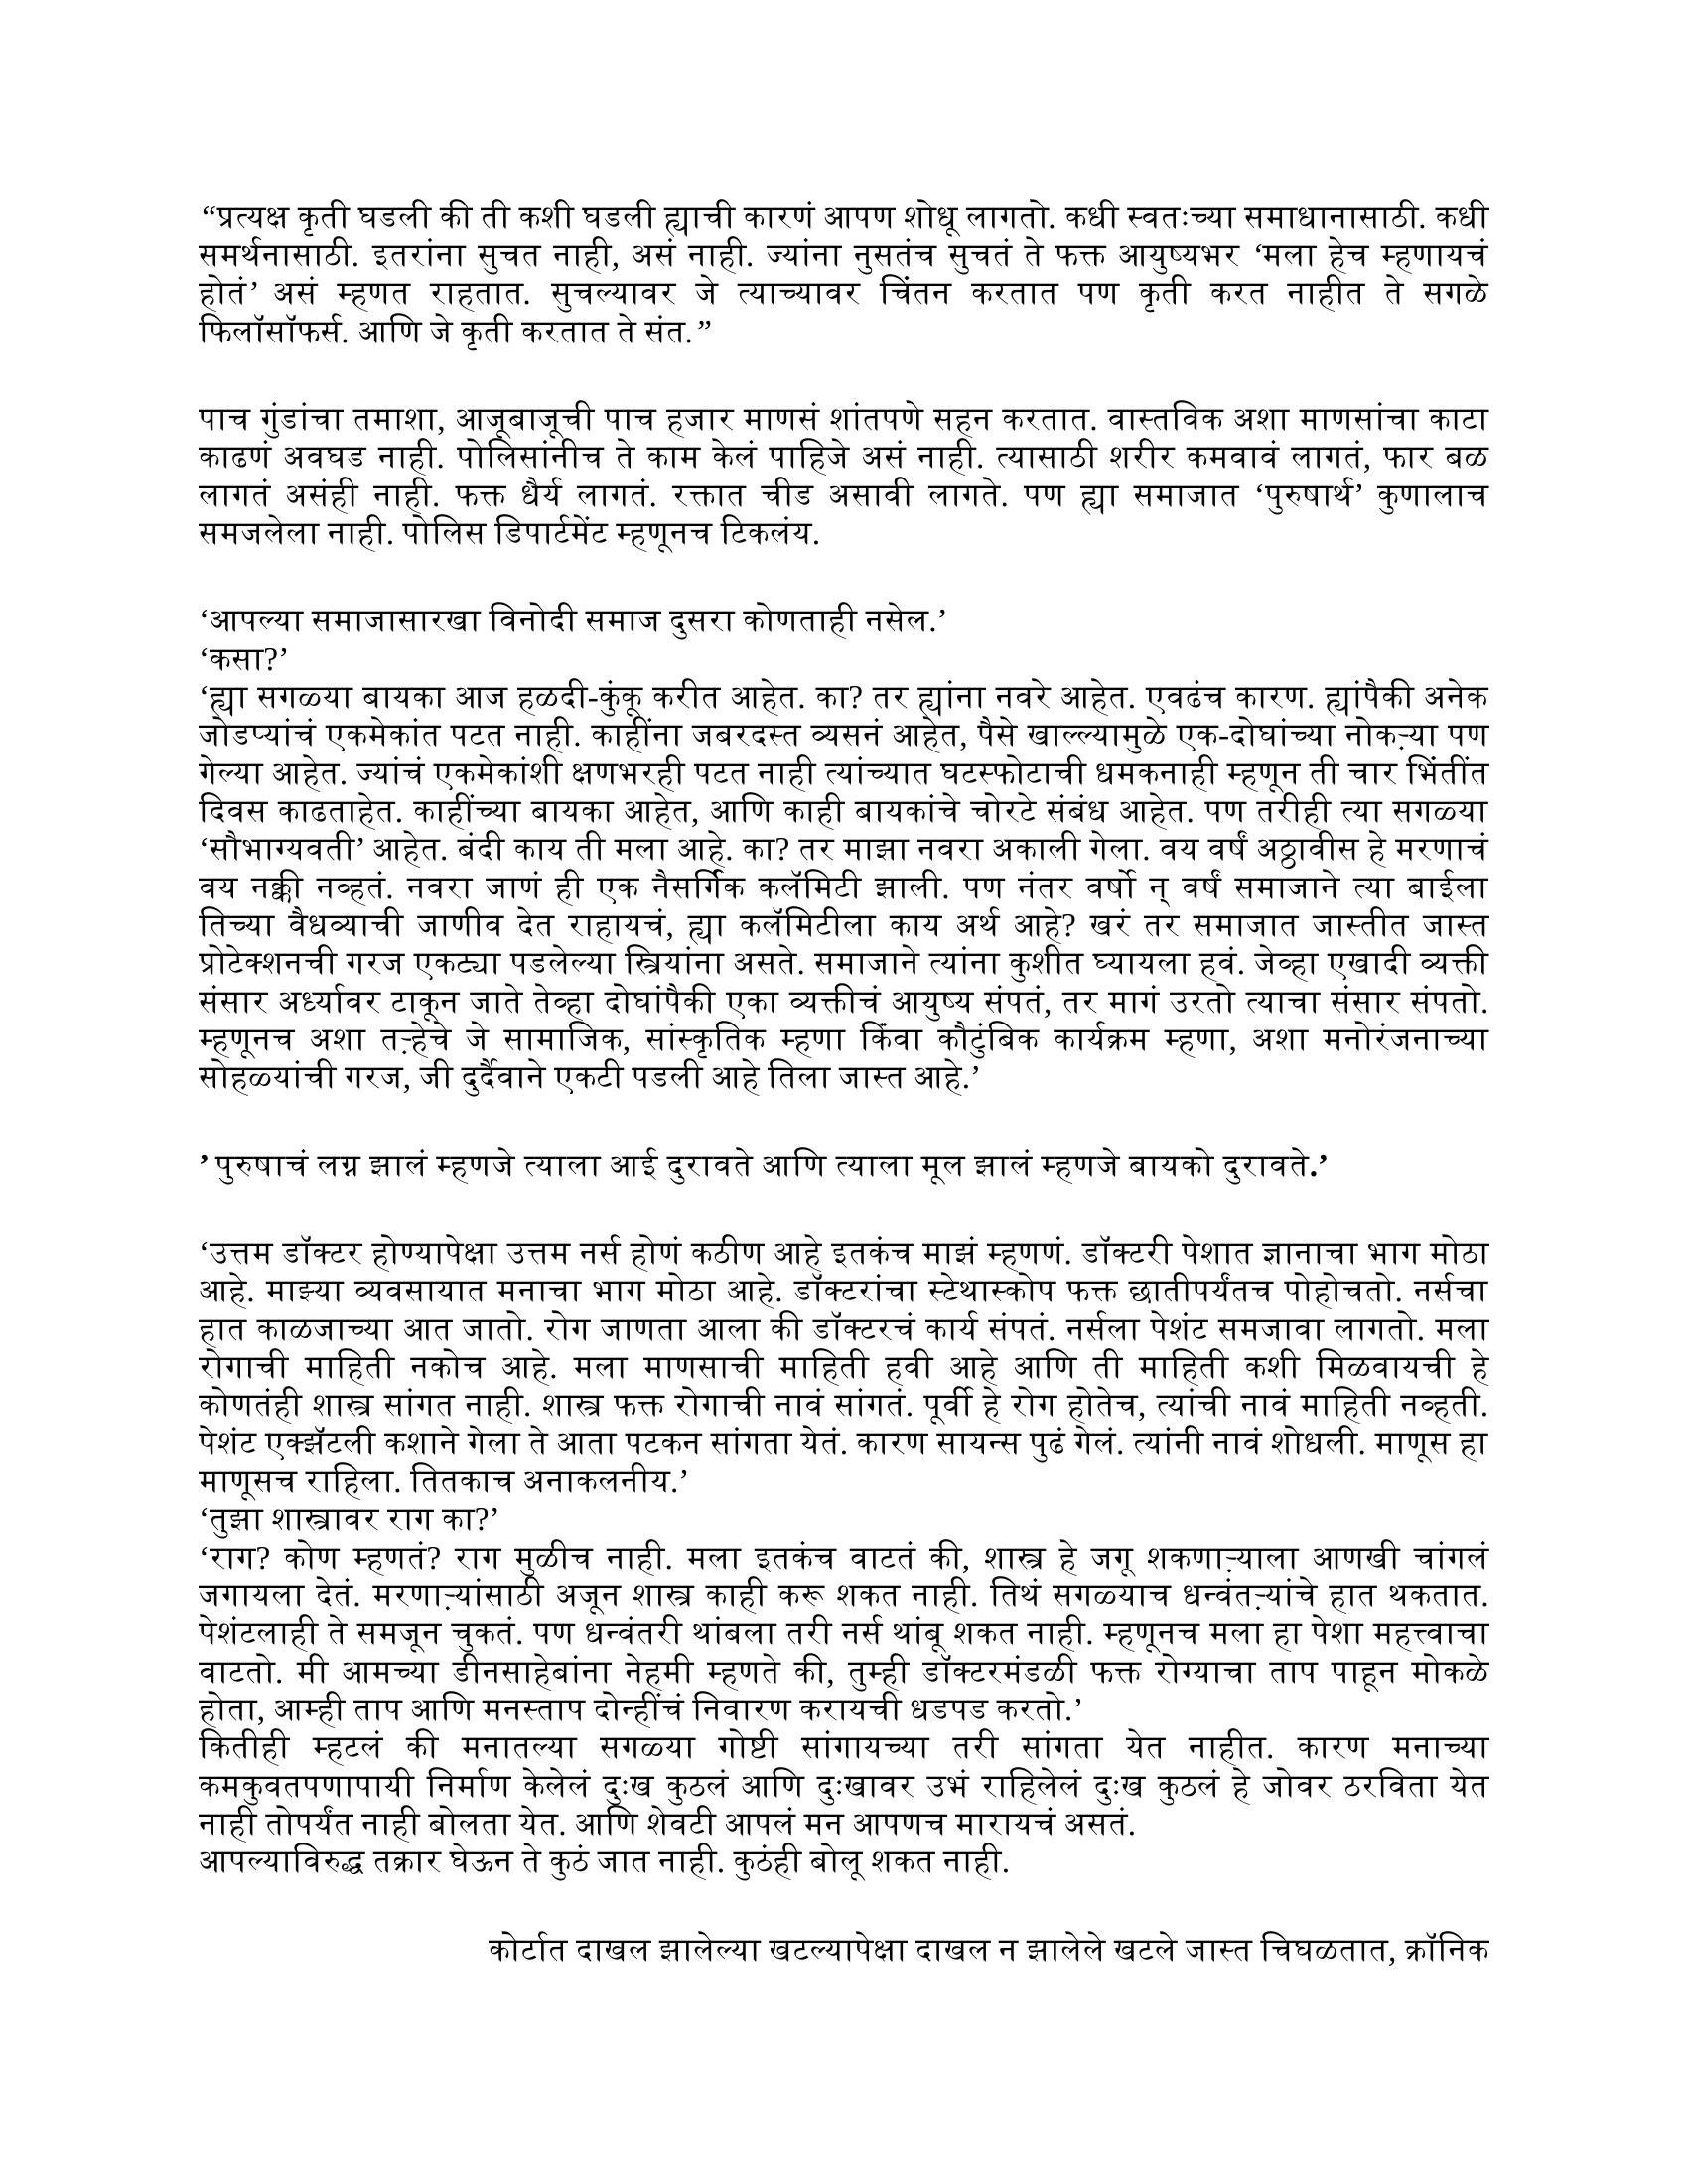 “प्रत्यक्ष कृती घडली की ती कशी घडली ह्याची कारणं आपण शोधू लागतो. कधी स्वतःच्या समाधानासाठी. कधी
समर्थनासाठी. इतरांना सुचत नाही, असं नाही. ज्यांना नुसतंच सुचतं ते फक्त आयुष्यभर ‘मला हेच म्हणायचं
होतं’ असं म्हणत राहतात. सुचल्यावर जे त्याच्यावर चिंतन करतात पण कृती करत नाहीत ते सगळे
फिलॉसॉफर्स. आणि जे कृती करतात ते संत.”
पाच गुंडांचा तमाशा, आजूबाजूची पाच हजार माणसं शांतपणे सहन करतात. वास्तविक अशा माणसांचा काटा
काढणं अवघड नाही. पोलिसांनीच ते काम केलं पाहिजे असं नाही. त्यासाठी शरीर कमवावं लागतं, फार बळ
लागतं असंही नाही. फक्त धैर्य लागतं. रक्तात चीड असावी लागते. पण ह्या समाजात ‘पुरुषार्थ’ कुणालाच
समजलेला नाही. पोलिस डिपार्टमेंट म्हणूनच टिकलंय.
‘आपल्या समाजासारखा विनोदी समाज दुसरा कोणताही नसेल.’
‘कसा?’
‘ह्या सगळ्या बायका आज हळदी-कुंकू करीत आहेत. का? तर ह्यांना नवरे आहेत. एवढंच कारण. ह्यांपैकी अनेक
जोडप्यांचं एकमेकांत पटत नाही. काहींना जबरदस्त व्यसनं आहेत, पैसे खाल्ल्यामुळे एक-दोघांच्या नोकऱ्या पण
गेल्या आहेत. ज्यांचं एकमेकांशी क्षणभरही पटत नाही त्यांच्यात घटस्फोटाची धमकनाही म्हणून ती चार भिंतींत
दिवस काढताहेत. काहींच्या बायका आहेत, आणि काही बायकांचे चोरटे संबंध आहेत. पण तरीही त्या सगळ्या
‘सौभाग्यवती’ आहेत. बंदी काय ती मला आहे. का? तर माझा नवरा अकाली गेला. वय वर्षं अठ्ठावीस हे मरणाचं
वय नक्की नव्हतं. नवरा जाणं ही एक नैसर्गिक कलॅमिटी झाली. पण नंतर वर्षो न् वर्षं समाजाने त्या बाईला
तिच्या वैधव्याची जाणीव देत राहायचं, ह्या कलॅमिटीला काय अर्थ आहे? खरं तर समाजात जास्तीत जास्त
प्रोटेक्शनची गरज एकट्या पडलेल्या स्त्रियांना असते. समाजाने त्यांना कुशीत घ्यायला हवं. जेव्हा एखादी व्यक्ती
संसार अर्ध्यावर टाकून जाते तेव्हा दोघांपैकी एका व्यक्तीचं आयुष्य संपतं, तर मागं उरतो त्याचा संसार संपतो.
म्हणूनच अशा तऱ्हेचे जे सामाजिक, सांस्कृतिक म्हणा किंवा कौटुंबिक कार्यक्रम म्हणा, अशा मनोरंजनाच्या
सोहळ्यांची गरज, जी दुर्दैवाने एकटी पडली आहे तिला जास्त आहे.’
’पुरुषाचं लग्न झालं म्हणजे त्याला आई दुरावते आणि त्याला मूल झालं म्हणजे बायको दुरावते.’
‘उत्तम डॉक्टर होण्यापेक्षा उत्तम नर्स होणं कठीण आहे इतकंच माझं म्हणणं. डॉक्टरी पेशात ज्ञानाचा भाग मोठा
आहे. माझ्या व्यवसायात मनाचा भाग मोठा आहे. डॉक्टरांचा स्टेथास्कोप फक्त छातीपर्यंतच पोहोचतो. नर्सचा
हात काळजाच्या आत जातो. रोग जाणता आला की डॉक्टरचं कार्य संपतं. नर्सला पेशंट समजावा लागतो. मला
रोगाची माहिती नकोच आहे. मला माणसाची माहिती हवी आहे आणि ती माहिती कशी मिळवायची हे
कोणतंही शास्त्र सांगत नाही. शास्त्र फक्त रोगाची नावं सांगतं. पूर्वी हे रोग होतेच, त्यांची नावं माहिती नव्हती.
पेशंट एक्झॅटली कशाने गेला ते आता पटकन सांगता येतं. कारण सायन्स पुढं गेलं. त्यांनी नावं शोधली. माणूस हा
माणूसच राहिला. तितकाच अनाकलनीय.’
‘तुझा शास्त्रावर राग का?’
‘राग? कोण म्हणतं? राग मुळीच नाही. मला इतकंच वाटतं की, शास्त्र हे जगू शकणाऱ्याला आणखी चांगलं
जगायला देतं. मरणाऱ्यांसाठी अजून शास्त्र काही करू शकत नाही. तिथं सगळ्याच धन्वंतऱ्यांचे हात थकतात.
पेशंटलाही ते समजून चुकतं. पण धन्वंतरी थांबला तरी नर्स थांबू शकत नाही. म्हणूनच मला हा पेशा महत्त्वाचा
वाटतो. मी आमच्या डीनसाहेबांना नेहमी म्हणते की, तुम्ही डॉक्टरमंडळी फक्त रोग्याचा ताप पाहून मोकळे
होता, आम्ही ताप आणि मनस्ताप दोन्हींचं निवारण करायची धडपड करतो.’
कितीही म्हटलं की मनातल्या सगळ्या गोष्टी सांगायच्या तरी सांगता येत नाहीत. कारण मनाच्या
कमकुवतपणापायी निर्माण केलेलं दुःख कुठलं आणि दुःखावर उभं राहिलेलं दुःख कुठलं हे जोवर ठरविता येत
नाही तोपर्यंत नाही बोलता येत. आणि शेवटी आपलं मन आपणच मारायचं असतं.
आपल्याविरुद्ध तक्रार घेऊन ते कुठं जात नाही. कुठंही बोलू शकत नाही.
कोर्टात दाखल झालेल्या खटल्यापेक्षा दाखल न झालेले खटले जास्त चिघळतात, क्रॉनिक